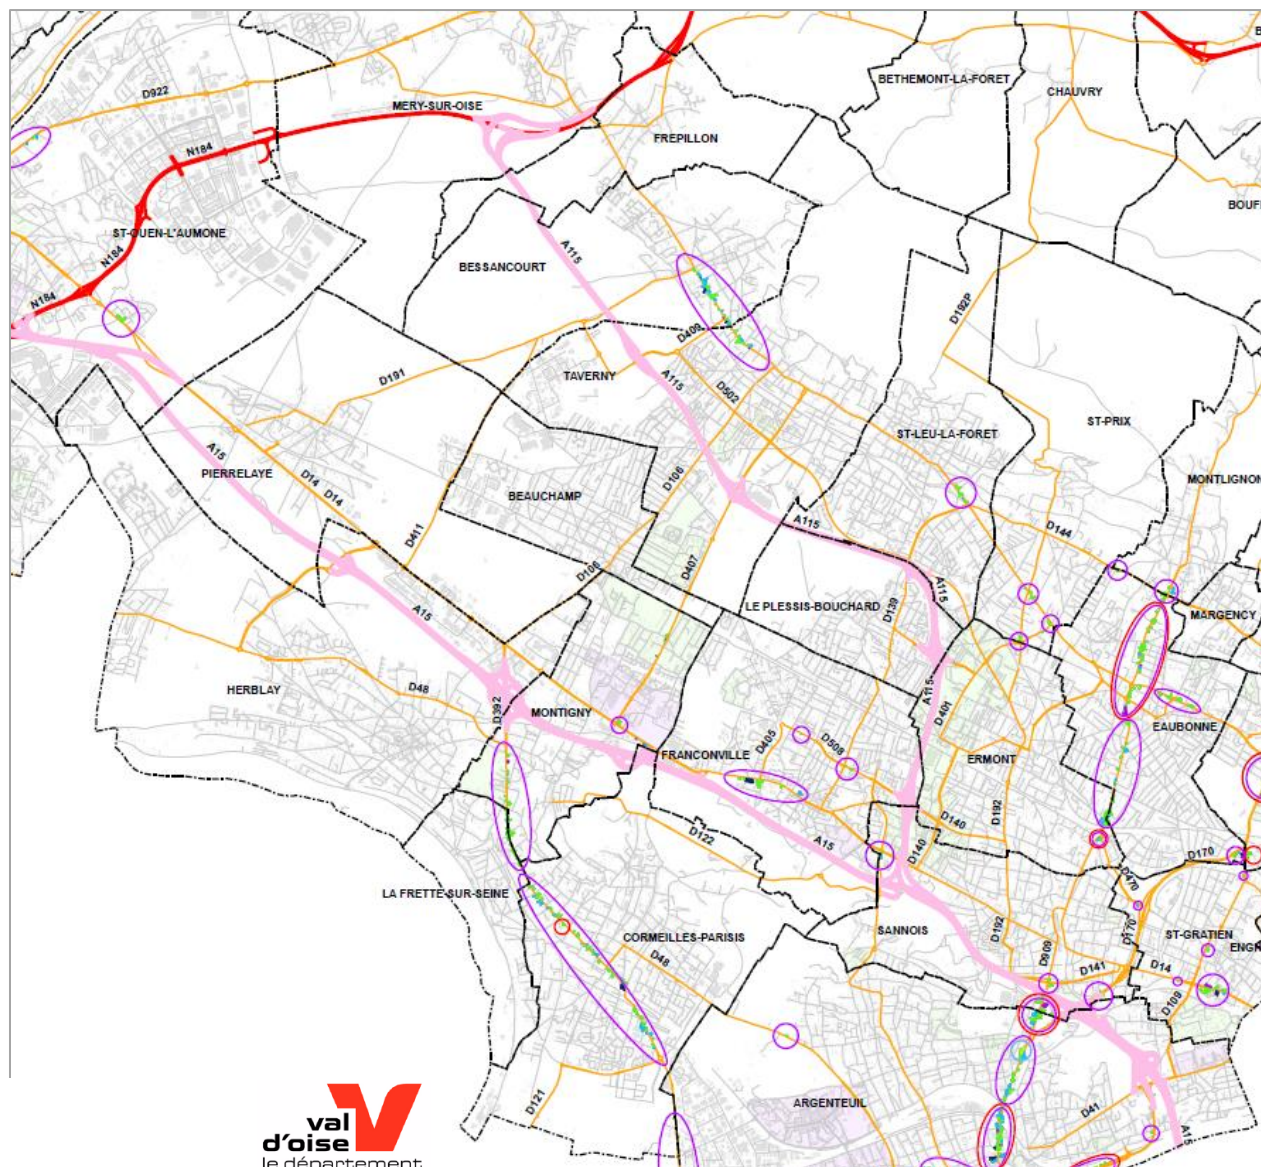 BETHEMONT-LA-FORET
CHAUVRY
D922
MERY-SUR-OISE
FREPILLON
N184
BOUF
ST-OUEN-L'AUMONE
N184
A115
BESSANCOURT
N184
D192P
D409
D191
TAVERNY
A115
D502
ST-PRIX
ST-LEU-LA-FORET
A15
PIERRELAYE
D14
D14
D106
BEAUCHAMP
MONTLIGNON
D411
A115
D144
D106
D407
A115
LE PLESSIS-BOUCHARD
D139
A15
MARGENCY
HERBLAY
D48
D392
MONTIGNY
A115
D401
EAUBONNE
FRANCONVILLE
D405
D508
ERMONT
D192
D122
A15
D140
D140
D170
D470
LA FRETTE-SUR-SEINE
CORMEILLES-PARISIS
SANNOIS
D192
D909
D170
ST-GRATIEN
ENGH
D48
D141
D14
D109
D121
ARGENTEUIL
D41
A15
val
d'oise
le département